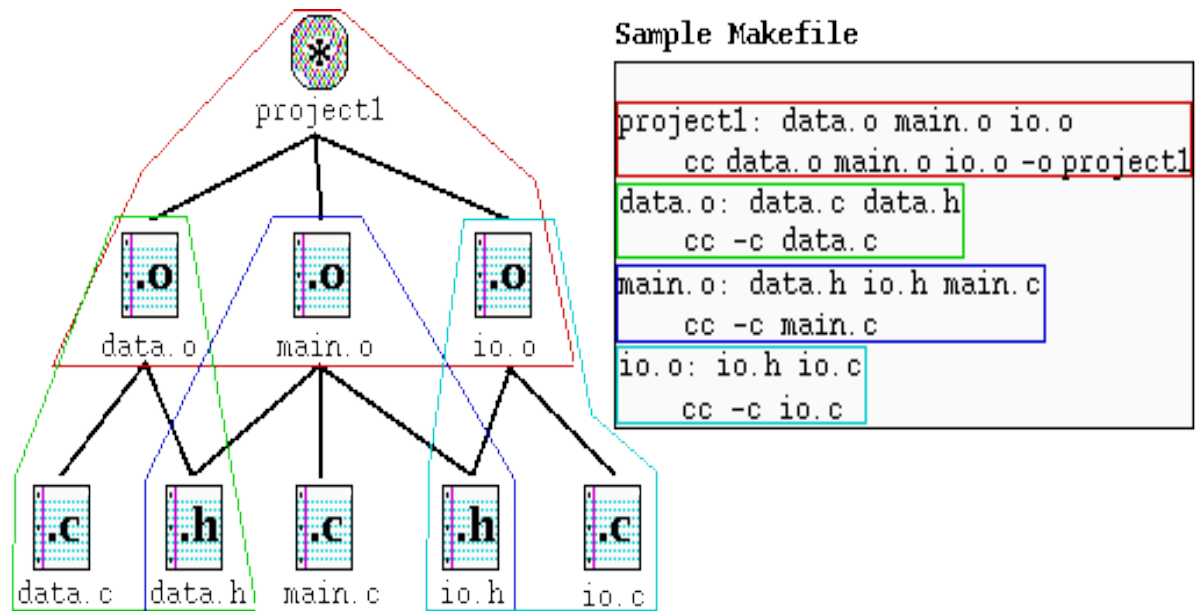 *
project1
.o .o .o
data.o main.o io.o
.c .h .c .h .c
data.c data.h main.c io.h io.c
Sample Makefile
project1: data.o main.o io.o
cc data.o main.o io.o -o project1
data.o: data.c data.h
cc -c data.c
main.o: data.h io.h main.c
cc -c main.c
io.o: io.h io.c
cc -c io.c